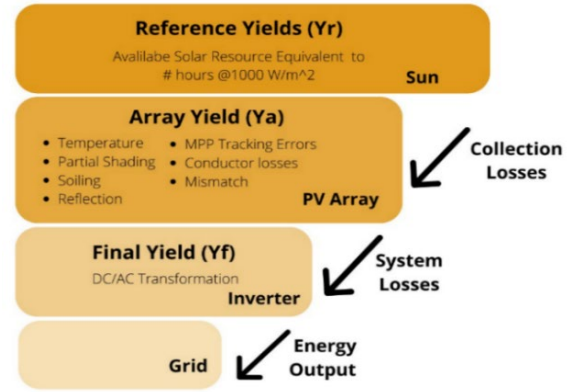 Reference Yields (Yr)
Avalilabe Solar Resource Equivalent to
# hours @1000 W/m^2
Sun
Array Yield (Ya)
• Temperature
• Partial Shading
• Soiling
• Reflection
• MPP Tracking Errors
• Conductor losses
• Mismatch
PV Array
Collection
Losses
Final Yield (Yf)
DC/AC Transformation
Inverter
System
Losses
Grid
Energy
Output